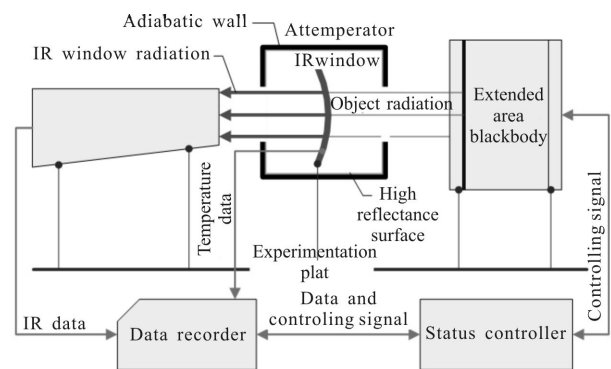 Adiabatic wall
Attemperator
IR window radiation
IRwindow
Object radiation
Extended
area
blackbody
Temperature
data
High
reflectance
surface
Experimentation
plat
Controlling signal
IR data
Data recorder
Data and
controling signal
Status controller